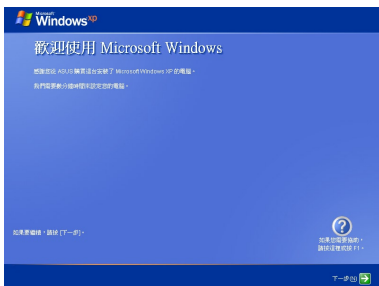 Microsoft
Windows xp
歡迎使用 Microsoft Windows
感謝您從 ASUS 購買這台安裝了 Microsoft Windows XP 的電腦。
我們需要數分鐘時間來設定您的電腦。
如果要繼續，請按 [下一步]。
如果您需要協助，
請按這裡或按 F1。
下一步(N)